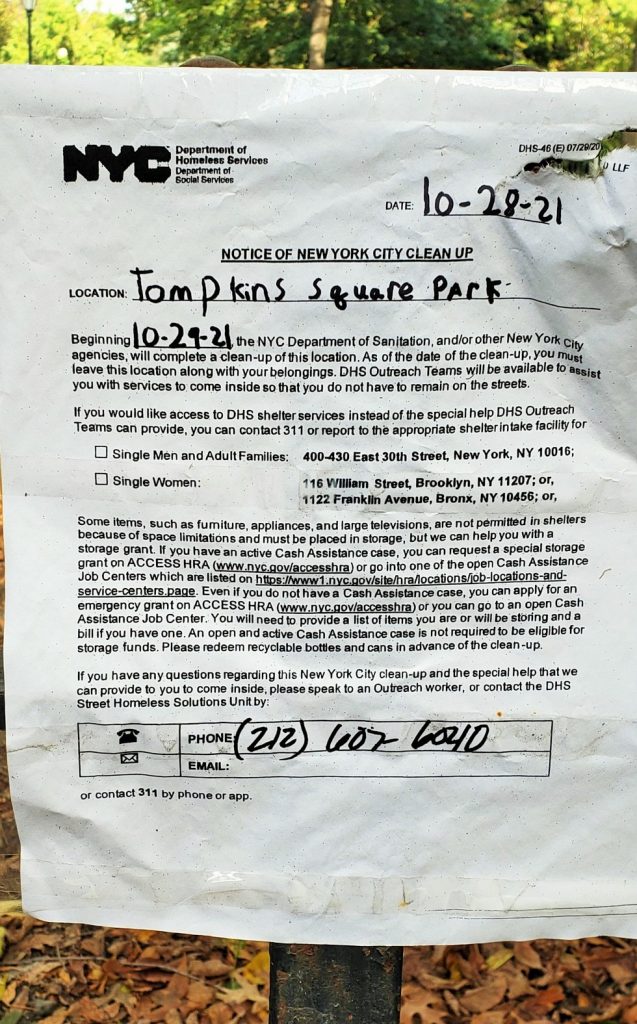 NYC Department of
Homeless Services
Department of
Social Services
DHS-46 (E) 07/29/20
LLF
DATE: 10-28-21
NOTICE OF NEW YORK CITY CLEAN UP
LOCATION: Tompkins Square Park
Beginning 10-29-21, the NYC Department of Sanitation, and/or other New York City
agencies, will complete a clean-up of this location. As of the date of the clean-up, you must
leave this location along with your belongings. DHS Outreach Teams will be available to assist
you with services to come inside so that you do not have to remain on the streets.
If you would like access to DHS shelter services instead of the special help DHS Outreach
Teams can provide, you can contact 311 or report to the appropriate shelter intake facility for
Single Men and Adult Families: 400-430 East 30th Street, New York, NY 10016;
Single Women: 116 William Street, Brooklyn, NY 11207; or,
1122 Franklin Avenue, Bronx, NY 10456; or,
Some items, such as furniture, appliances, and large televisions, are not permitted in shelters
because of space limitations and must be placed in storage, but we can help you with a
storage grant. If you have an active Cash Assistance case, you can request a special storage
grant on ACCESS HRA (www.nyc.gov/accesshra) or go into one of the open Cash Assistance
Job Centers which are listed on https://www1.nyc.gov/site/hra/locations/job-locations-and-
service-centers.page. Even if you do not have a Cash Assistance case, you can apply for an
emergency grant on ACCESS HRA (www.nyc.gov/accesshra) or you can go to an open Cash
Assistance Job Center. You will need to provide a list of items you are or will be storing and a
bill if you have one. An open and active Cash Assistance case is not required to be eligible for
storage funds. Please redeem recyclable bottles and cans in advance of the clean-up.
If you have any questions regarding this New York City clean-up and the special help that we
can provide to you to come inside, please speak to an Outreach worker, or contact the DHS
Street Homeless Solutions Unit by:
PHONE: (212) 607-6040
EMAIL:
or contact 311 by phone or app.